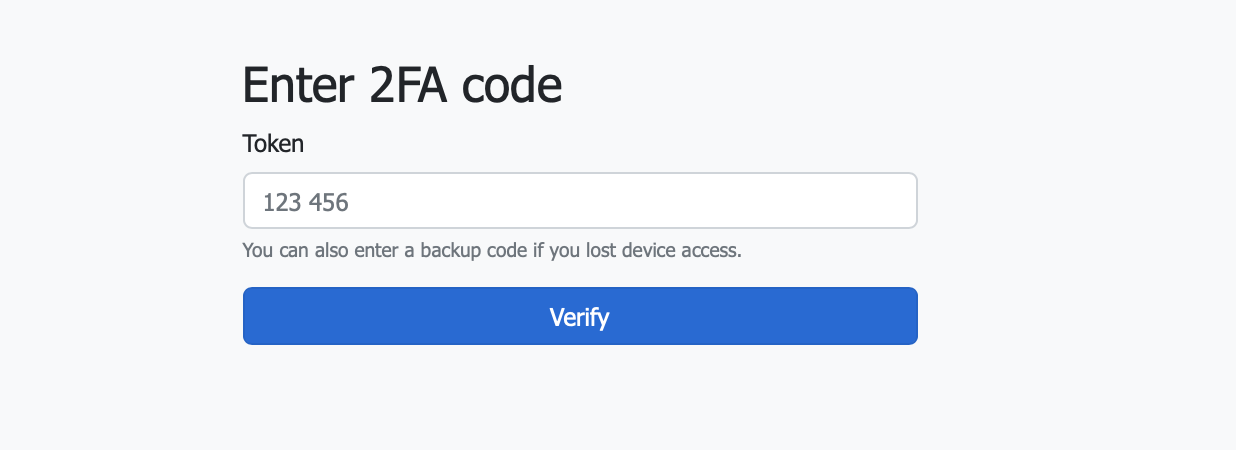 Enter 2FA code
Token
123 456
You can also enter a backup code if you lost device access.
Verify